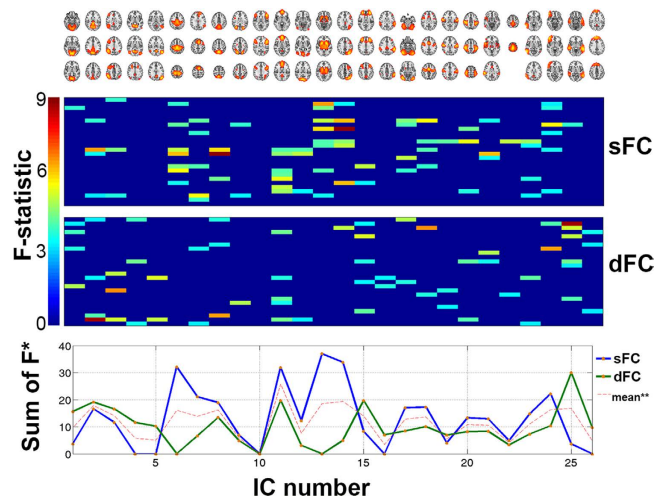 9
6
3
0
F-statistic
sFC
dFC
40
30
20
10
0
Sum of F*
sFC
dFC
mean**
5 10 15 20 25
IC number